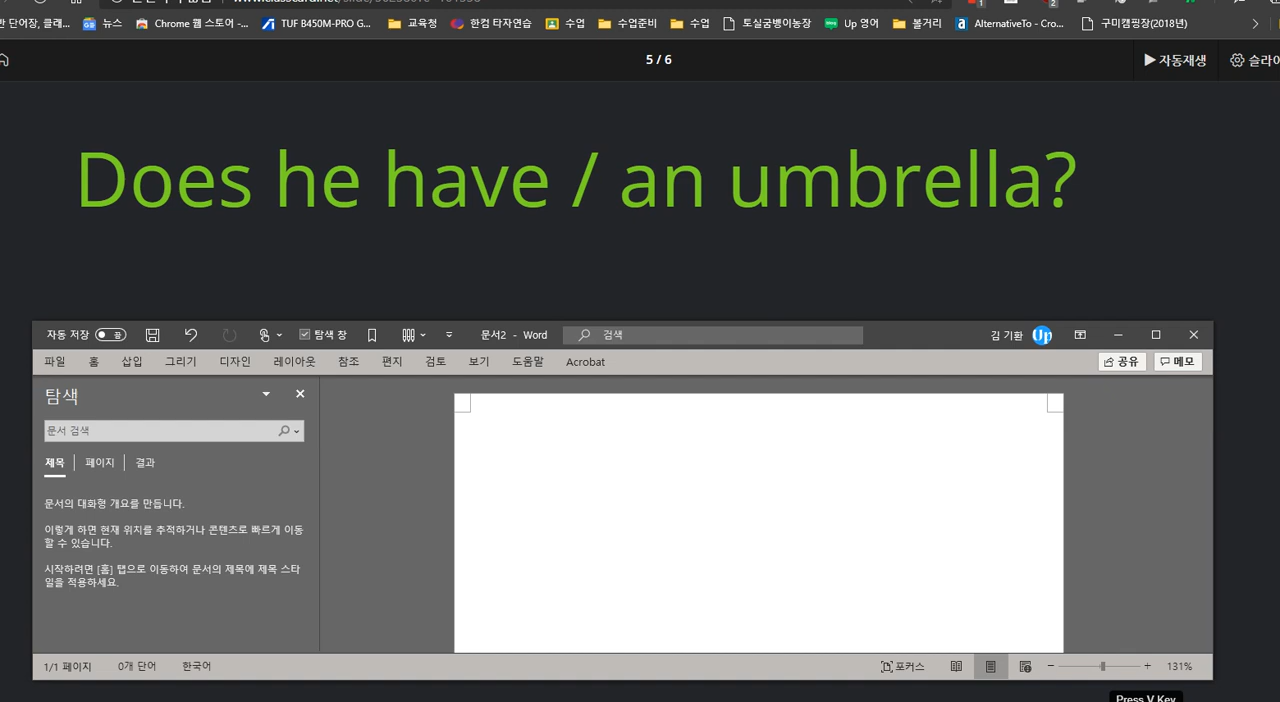 단어장, 클래... 뉴스 Chrome 웹 스토어 -... TUF B450M-PRO G... 교육청 한컴 타자연습 수업 수업준비 수업 토실굼벵이농장 Up 영어 볼거리 AlternativeTo - Cro... 구미캠핑장(2018년)
5 / 6
자동재생
슬라이
Does he have / an umbrella?
자동 저장 끔 탐색 창 문서2 - Word 검색 김 기환 Up
파일 홈 삽입 그리기 디자인 레이아웃 참조 편지 검토 보기 도움말 Acrobat 공유 메모
탐색
문서 검색
제목 페이지 결과
문서의 대화형 개요를 만듭니다.
이렇게 하면 현재 위치를 추적하거나 콘텐츠로 빠르게 이동
할 수 있습니다.
시작하려면 [홈] 탭으로 이동하여 문서의 제목에 제목 스타
일을 적용하세요.
1/1 페이지 0개 단어 한국어 포커스 131%
Press V Key